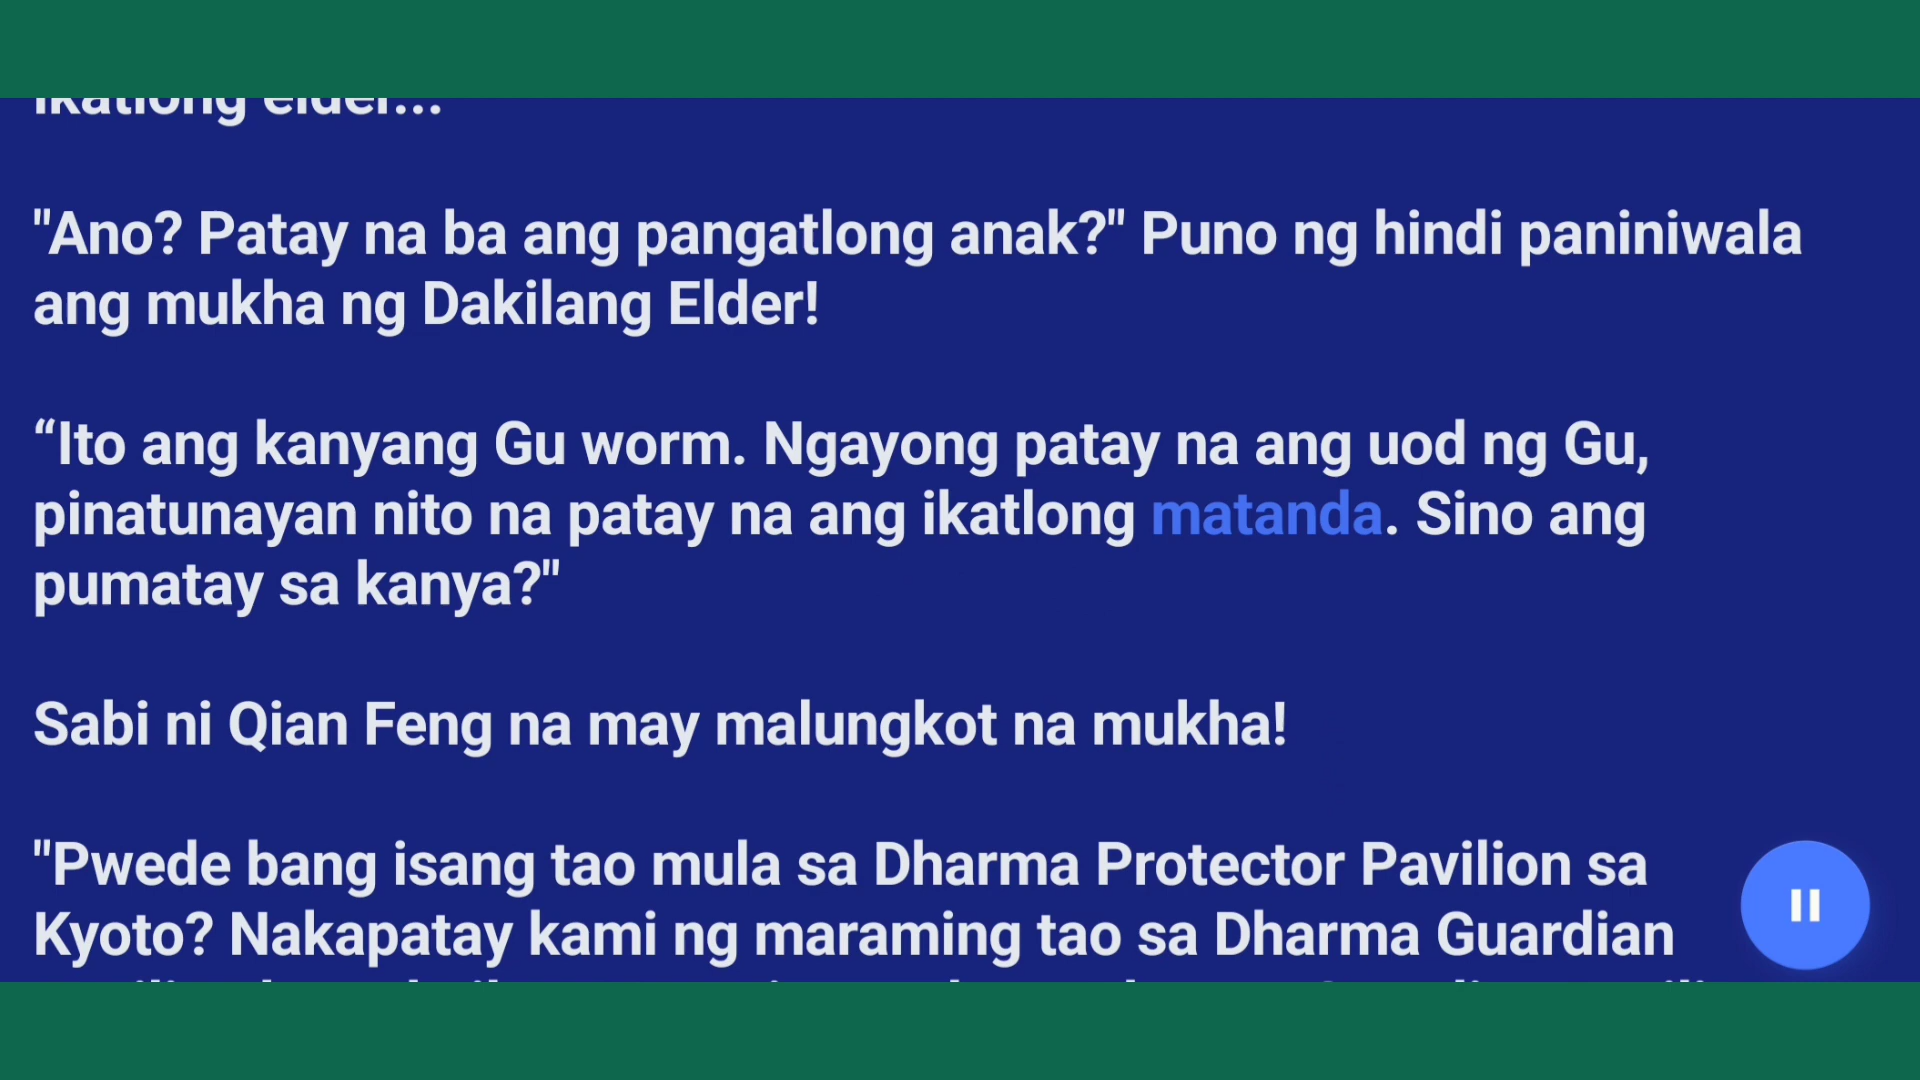 ikatlong elder...
"Ano? Patay na ba ang pangatlong anak?" Puno ng hindi paniniwala
ang mukha ng Dakilang Elder!
“Ito ang kanyang Gu worm. Ngayong patay na ang uod ng Gu,
pinatunayan nito na patay na ang ikatlong matanda. Sino ang
pumatay sa kanya?"
Sabi ni Qian Feng na may malungkot na mukha!
"Pwede bang isang tao mula sa Dharma Protector Pavilion sa
Kyoto? Nakapatay kami ng maraming tao sa Dharma Guardian